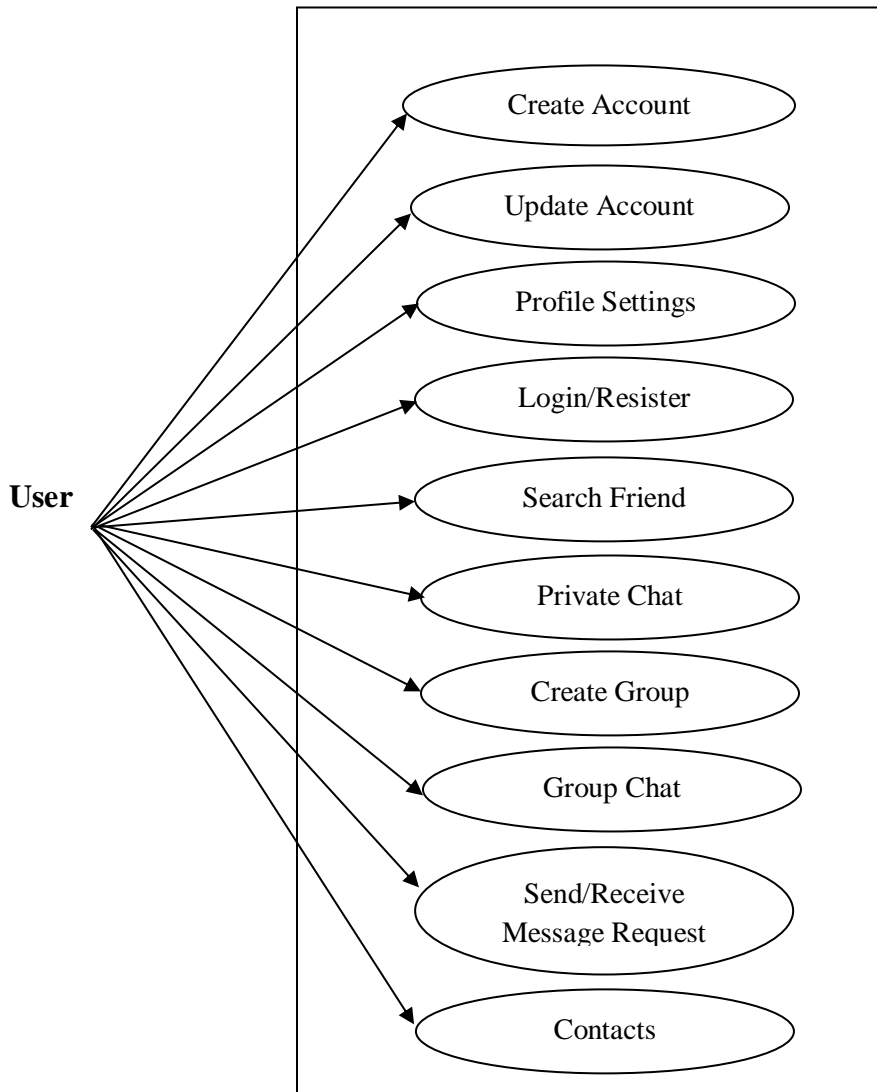 Create Account
Update Account
Profile Settings
Login/Resister
User
Search Friend
Private Chat
Create Group
Group Chat
Send/Receive
Message Request
Contacts